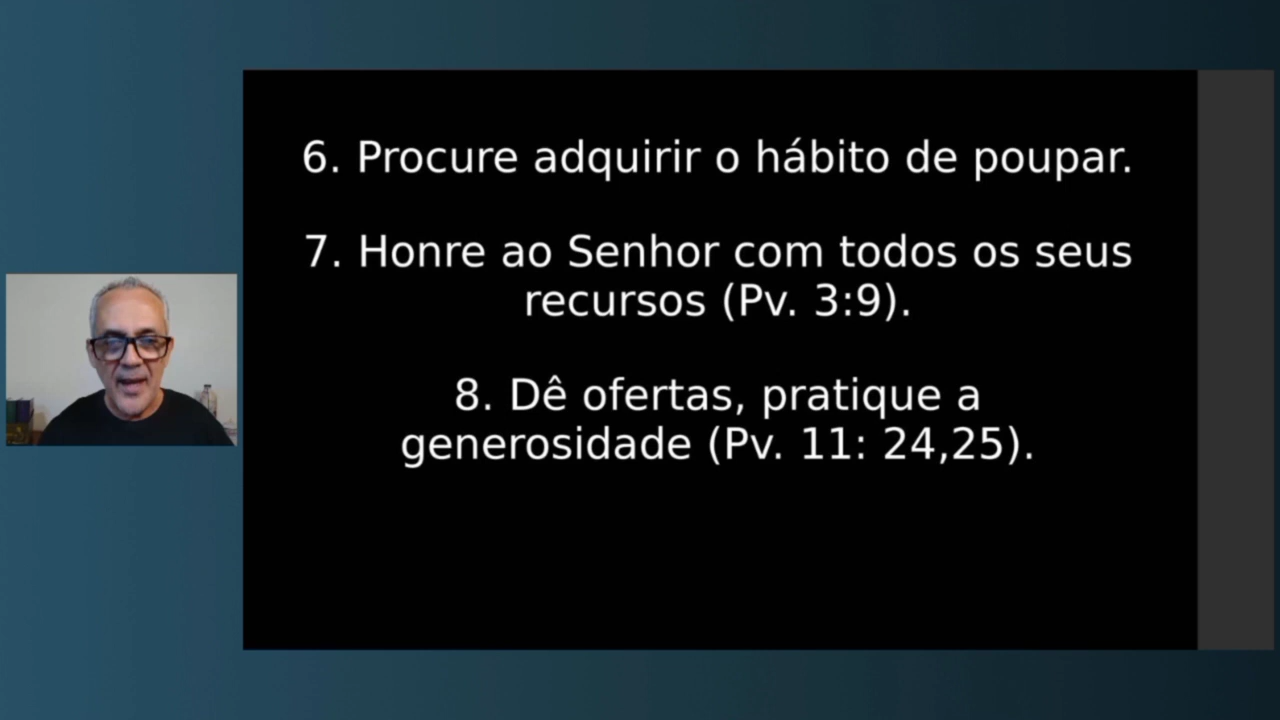 6. Procure adquirir o hábito de poupar.
7. Honre ao Senhor com todos os seus
recursos (Pv. 3:9).
8. Dê ofertas, pratique a
generosidade (Pv. 11: 24,25).